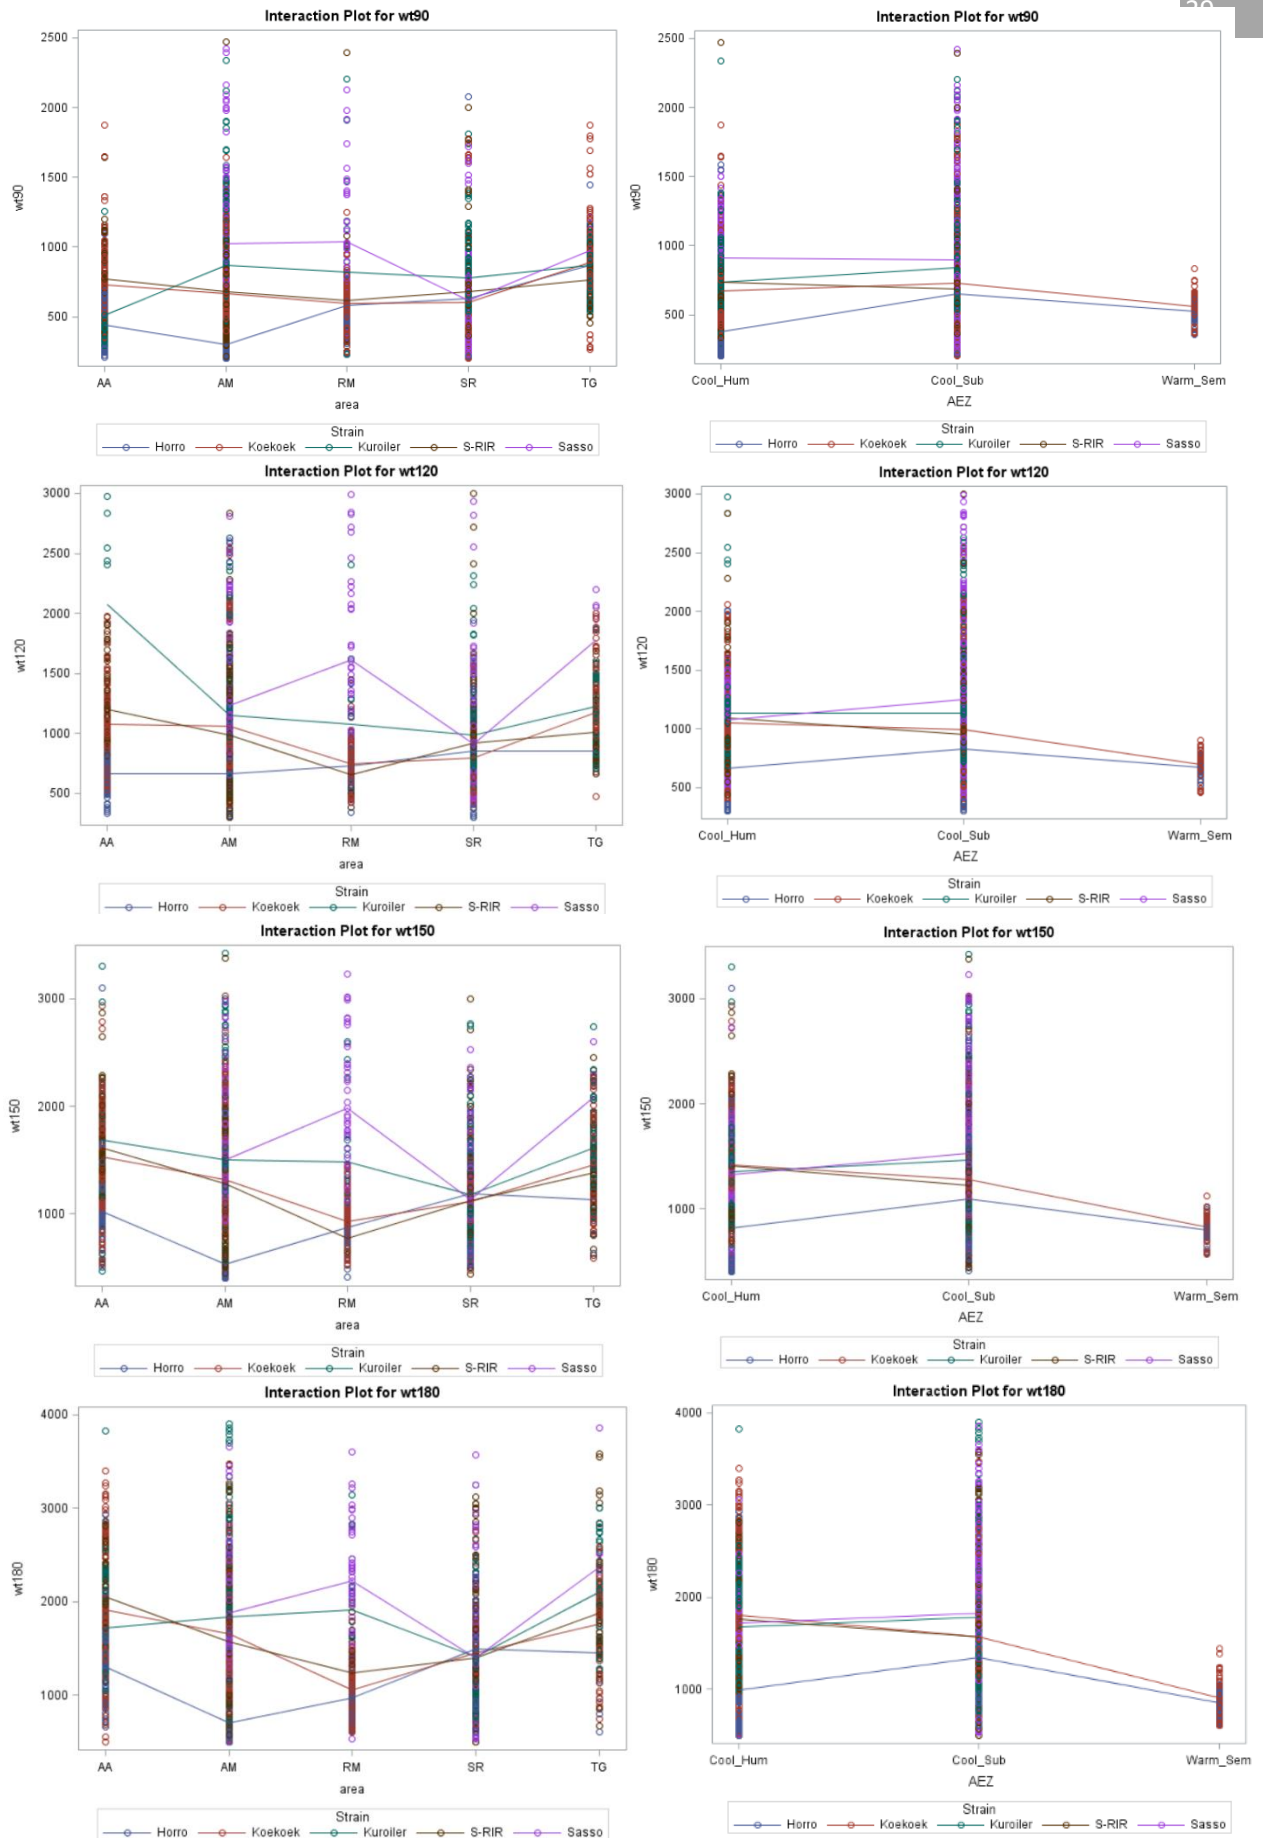 29
Interaction Plot for wt90
2500
2000
1500
1000
500
wt90
AA AM RM SR TG
area
Strain
Horro Koekoek Kuroiler S-RIR Sasso
Interaction Plot for wt90
2500
2000
1500
1000
500
wt90
Cool_Hum Cool_Sub Warm_Sem
AEZ
Strain
Horro Koekoek Kuroiler S-RIR Sasso
Interaction Plot for wt120
3000
2500
2000
1500
1000
500
wt120
AA AM RM SR TG
area
Strain
Horro Koekoek Kuroiler S-RIR Sasso
Interaction Plot for wt120
3000
2500
2000
1500
1000
500
wt120
Cool_Hum Cool_Sub Warm_Sem
AEZ
Strain
Horro Koekoek Kuroiler S-RIR Sasso
Interaction Plot for wt150
3000
2000
1000
wt150
AA AM RM SR TG
area
Strain
Horro Koekoek Kuroiler S-RIR Sasso
Interaction Plot for wt150
3000
2000
1000
wt150
Cool_Hum Cool_Sub Warm_Sem
AEZ
Strain
Horro Koekoek Kuroiler S-RIR Sasso
Interaction Plot for wt180
4000
3000
2000
1000
wt180
AA AM RM SR TG
area
Strain
Horro Koekoek Kuroiler S-RIR Sasso
Interaction Plot for wt180
4000
3000
2000
1000
wt180
Cool_Hum Cool_Sub Warm_Sem
AEZ
Strain
Horro Koekoek Kuroiler S-RIR Sasso